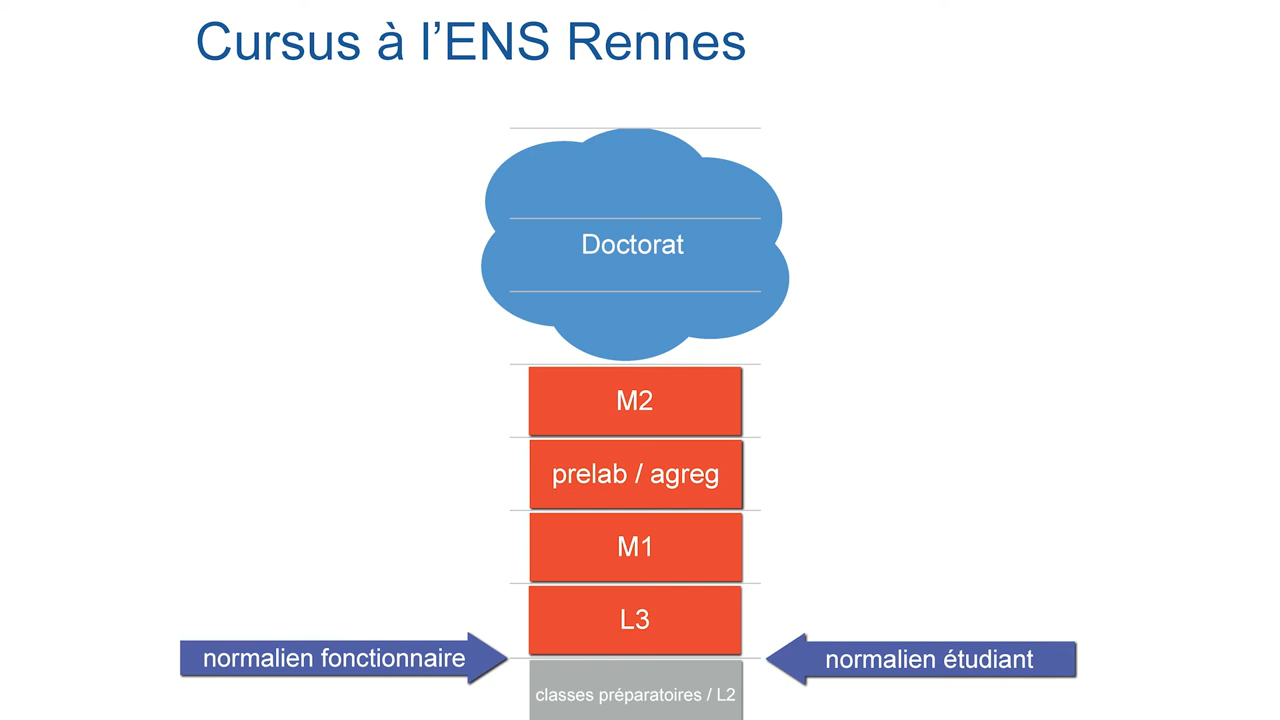 Cursus à l’ENS Rennes
Doctorat
M2
prelab / agreg
M1
L3
normalien fonctionnaire
normalien étudiant
classes préparatoires / L2